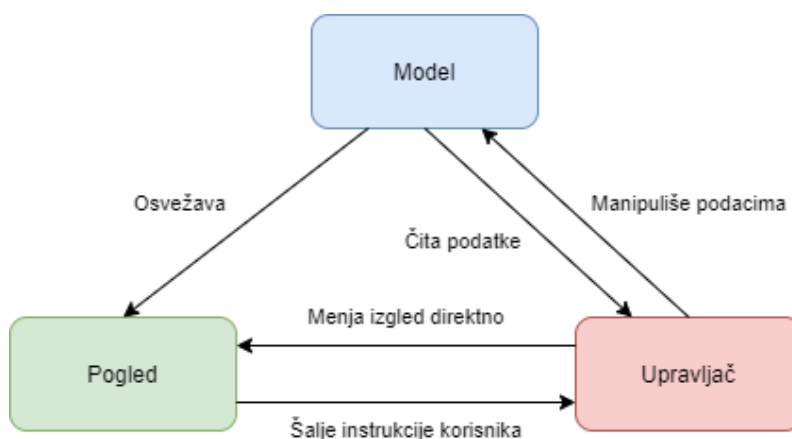 Model
Osvežava
Manipuliše podacima
Čita podatke
Menja izgled direktno
Pogled
Upravljač
Šalje instrukcije korisnika